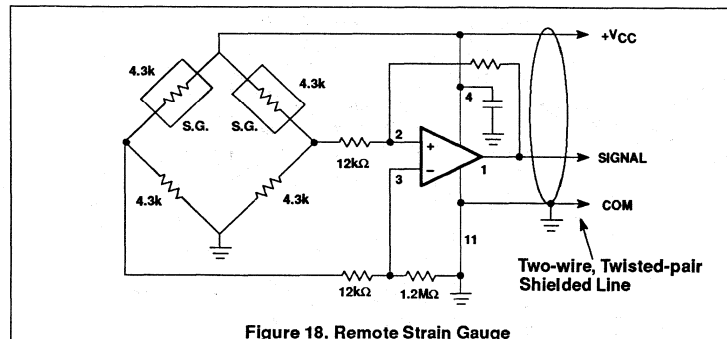 +VCC
4.3k
4.3k
4
S.G.
S.G.
2
+
12kΩ
1
SIGNAL
3
−
4.3k
4.3k
COM
11
12kΩ
1.2MΩ
Two-wire, Twisted-pair
Shielded Line
Figure 18. Remote Strain Gauge